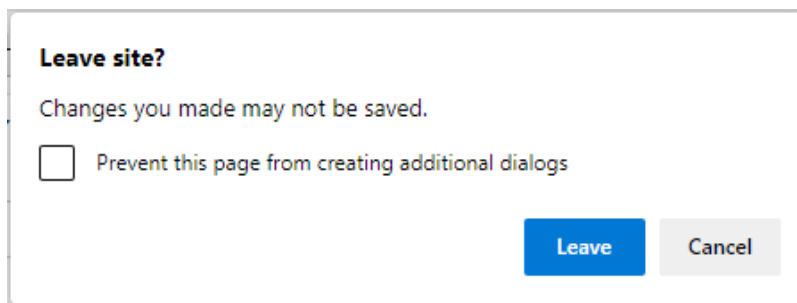 Leave site?
Changes you made may not be saved.
Prevent this page from creating additional dialogs
Leave Cancel